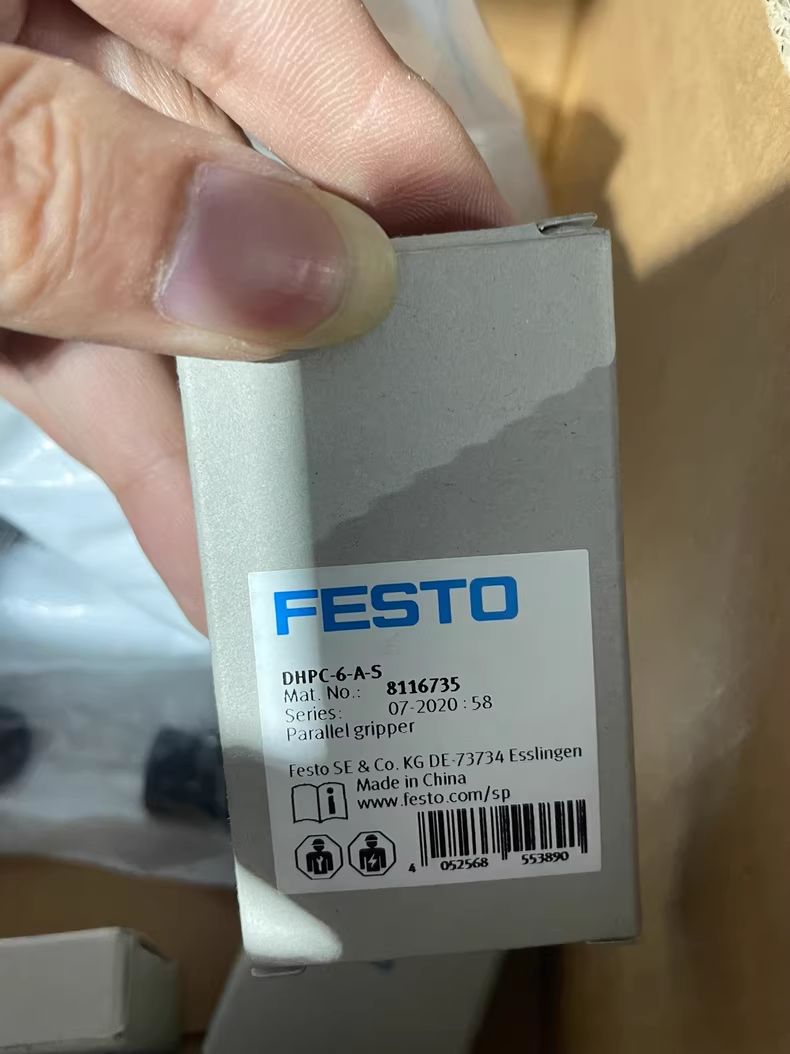 FESTO
DHPC-6-A-S
Mat. No.: 8116735
Series: 07-2020 : 58
Parallel gripper
Festo SE & Co. KG DE-73734 Esslingen
Made in China
www.festo.com/sp
4 052568 553890